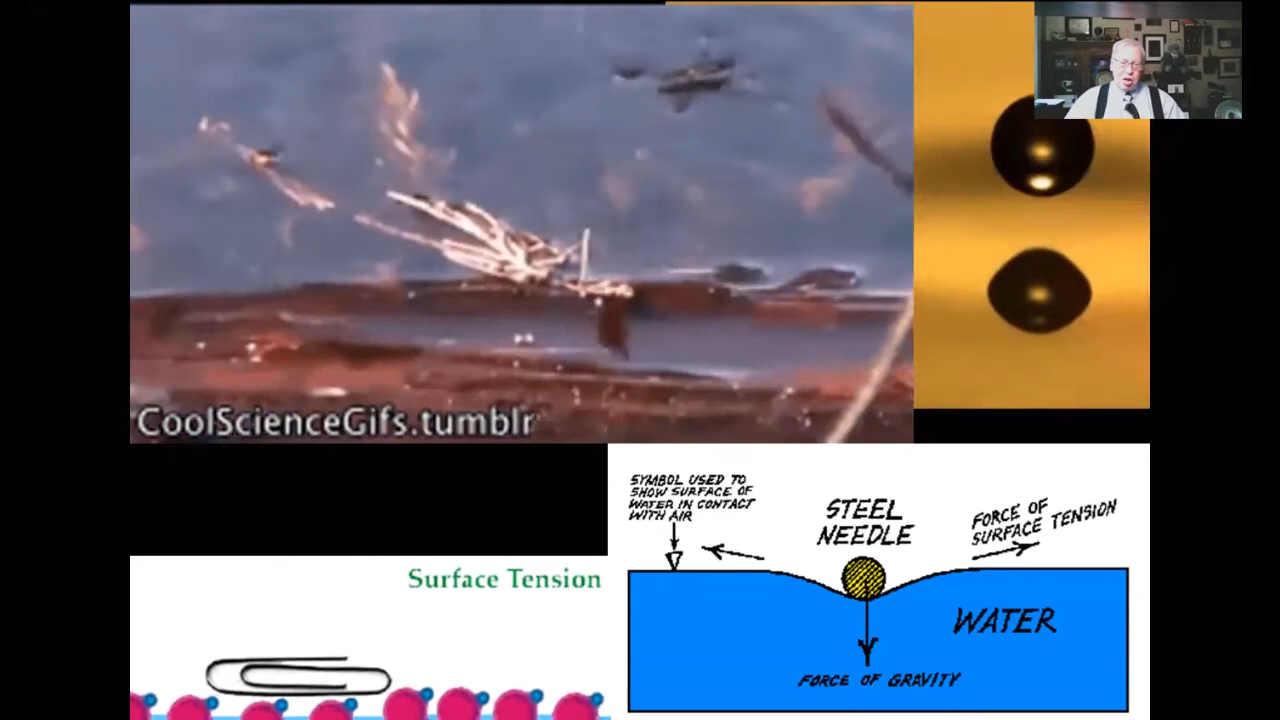 CoolScienceGifs.tumblr
SYMBOL USED TO
SHOW SURFACE OF
WATER IN CONTACT
WITH AIR
STEEL
NEEDLE
FORCE OF
SURFACE TENSION
WATER
FORCE OF GRAVITY
Surface Tension